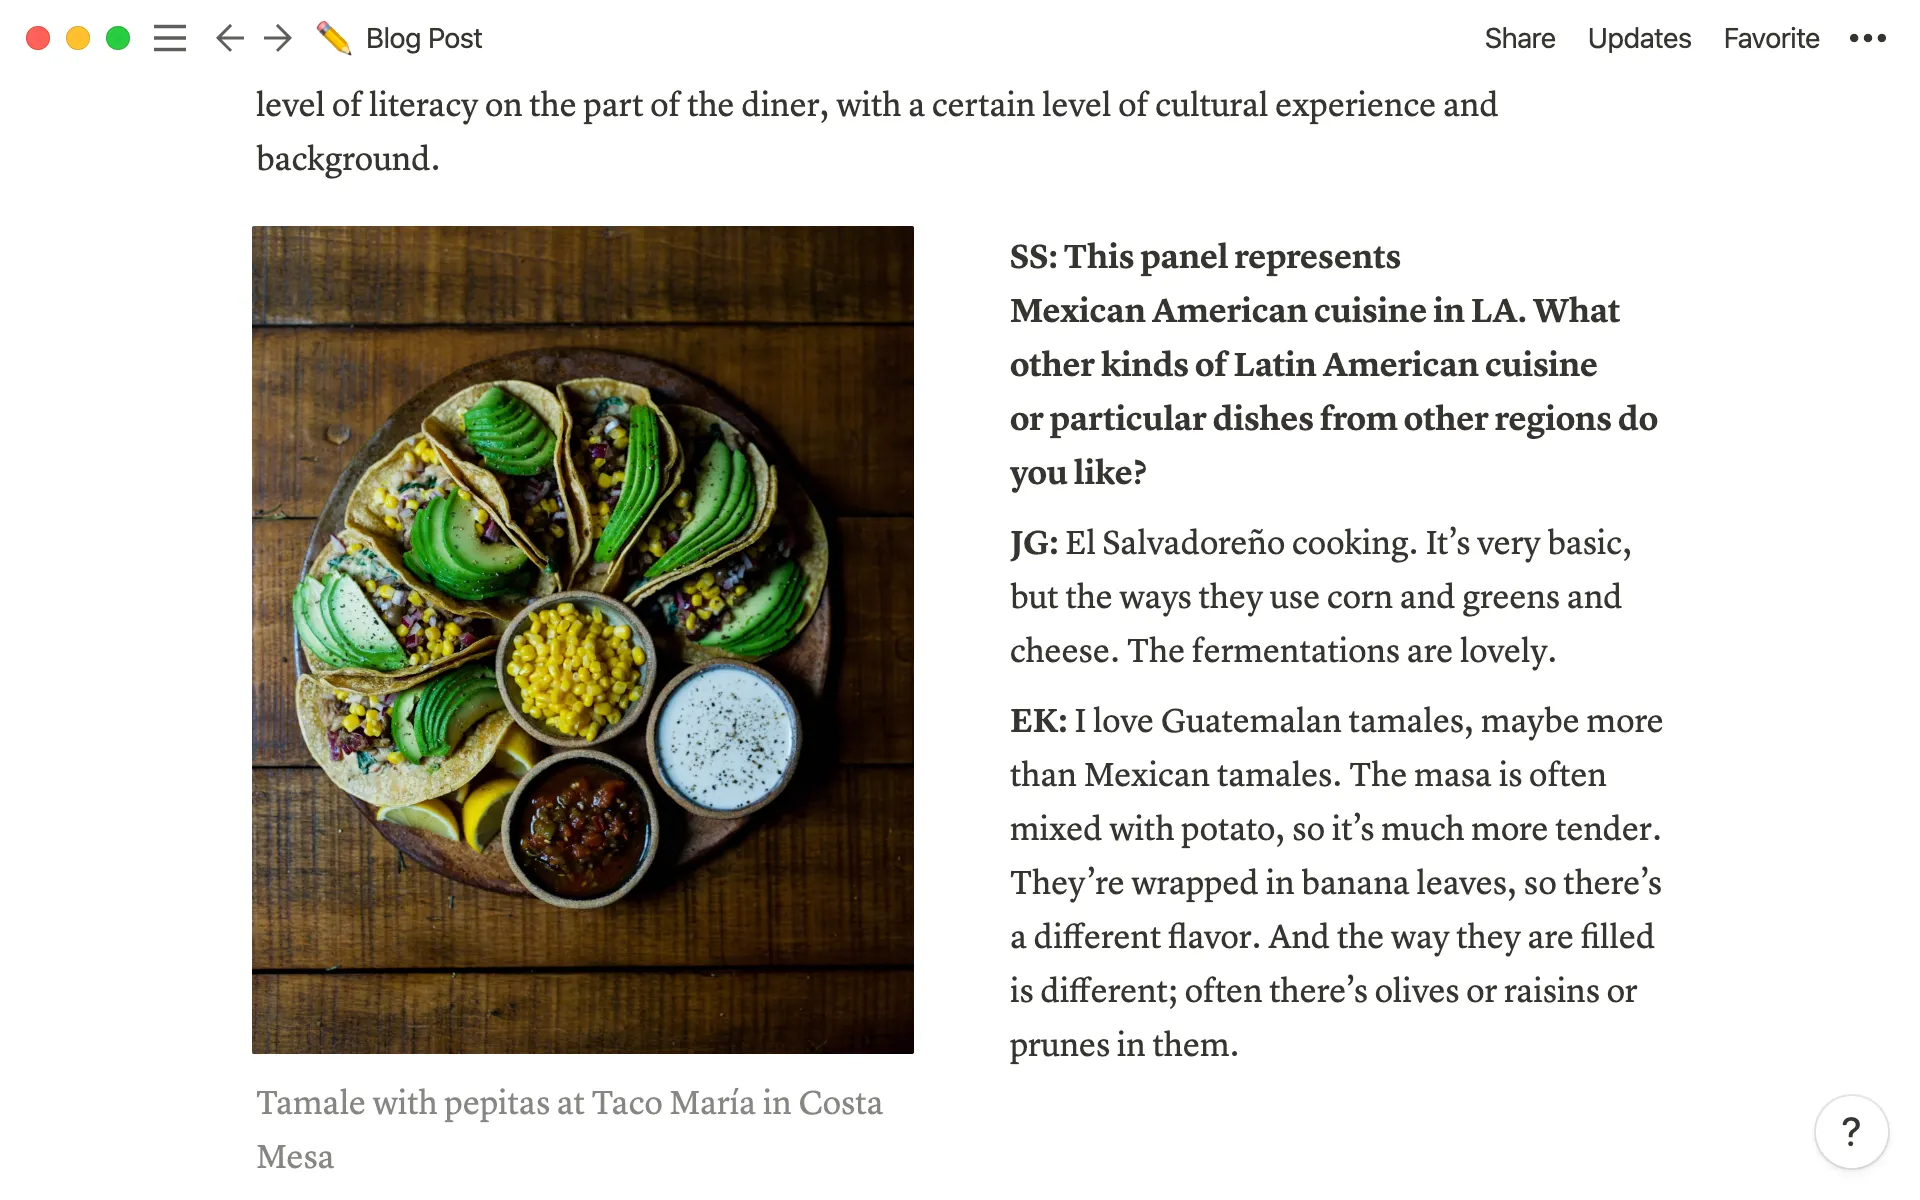 Blog Post
Share
Updates
Favorite
level of literacy on the part of the diner, with a certain level of cultural experience and
background.
SS: This panel represents
Mexican American cuisine in LA. What
other kinds of Latin American cuisine
or particular dishes from other regions do
you like?
JG: El Salvadoreño cooking. It’s very basic,
but the ways they use corn and greens and
cheese. The fermentations are lovely.
EK: I love Guatemalan tamales, maybe more
than Mexican tamales. The masa is often
mixed with potato, so it’s much more tender.
They’re wrapped in banana leaves, so there’s
a different flavor. And the way they are filled
is different; often there’s olives or raisins or
prunes in them.
Tamale with pepitas at Taco María in Costa
Mesa
?